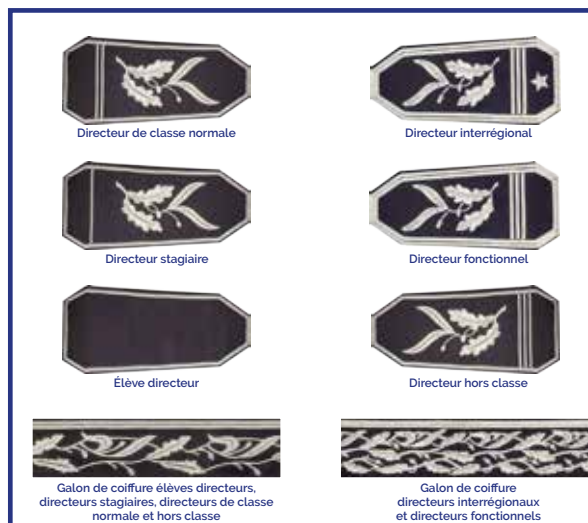 Directeur de classe normale
Directeur interrégional
Directeur stagiaire
Directeur fonctionnel
Élève directeur
Directeur hors classe
Galon de coiffure élèves directeurs,
directeurs stagiaires, directeurs de classe
normale et hors classe
Galon de coiffure
directeurs interrégionaux
et directeurs fonctionnels